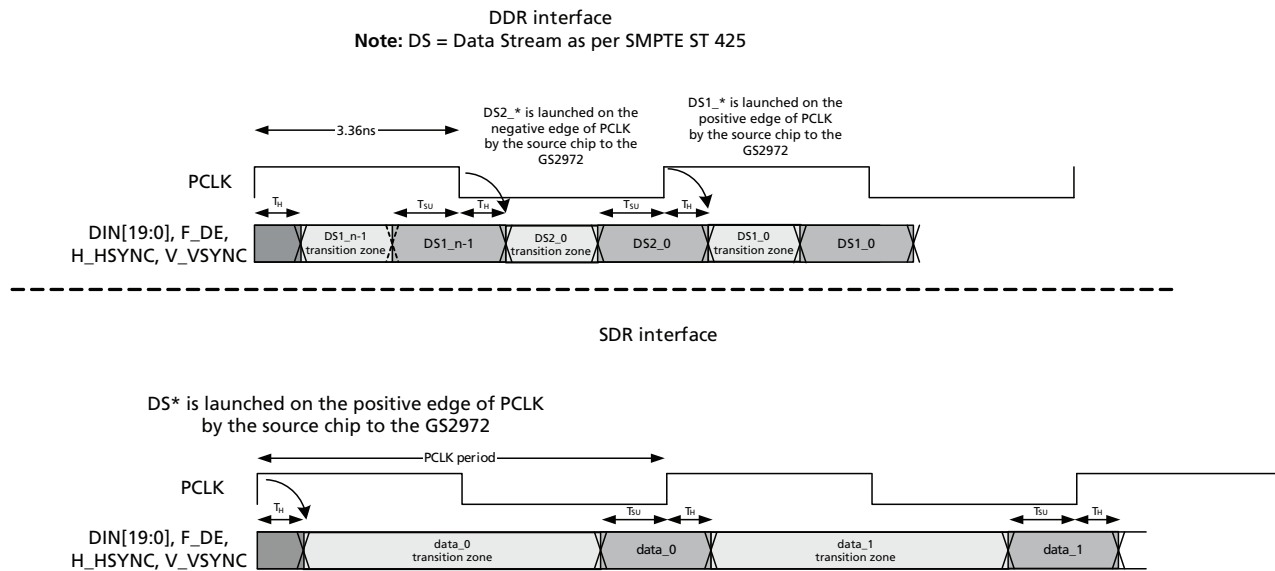 DDR interface
Note: DS = Data Stream as per SMPTE ST 425
DS2_* is launched on the
negative edge of PCLK
by the source chip to the
GS2972
DS1_* is launched on the
positive edge of PCLK
by the source chip to the
GS2972
3.36ns
PCLK
TH
TSU
TH
TSU
TH
DIN[19:0], F_DE,
H_HSYNC, V_VSYNC
DS1_n-1
transition zone
DS1_n-1
DS2_0
transition zone
DS2_0
DS1_0
transition zone
DS1_0
SDR interface
DS* is launched on the positive edge of PCLK
by the source chip to the GS2972
PCLK period
PCLK
TH
TSU
TH
TSU
TH
DIN[19:0], F_DE,
H_HSYNC, V_VSYNC
data_0
transition zone
data_0
data_1
transition zone
data_1